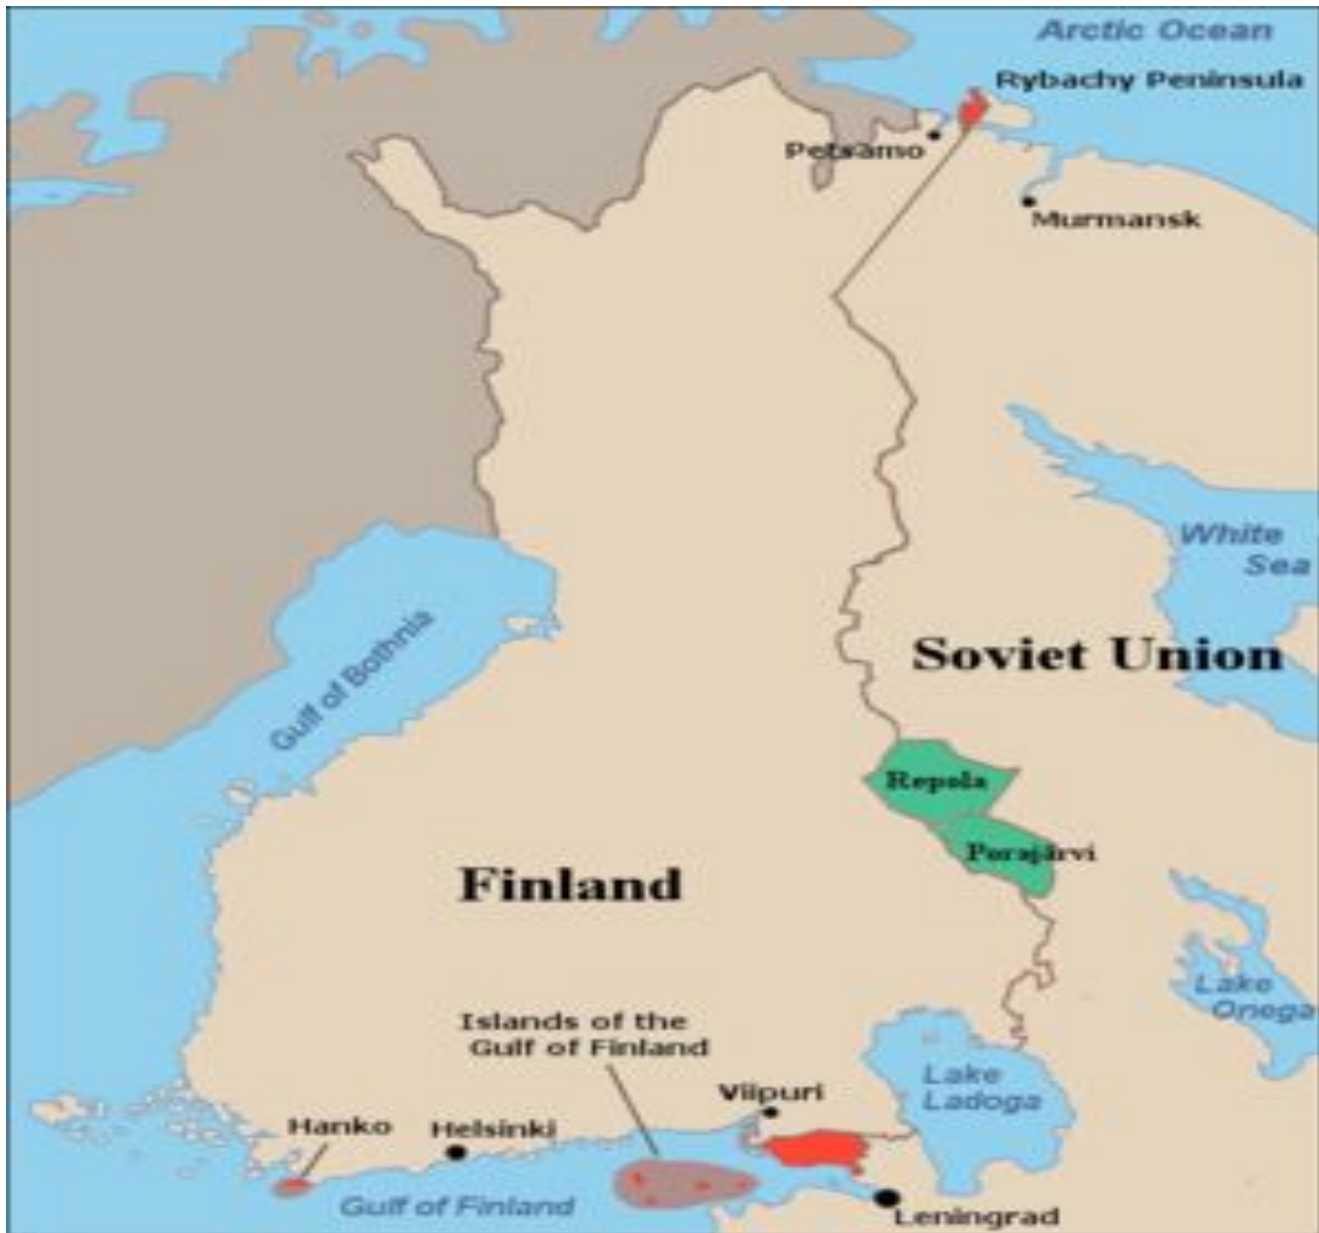 Arctic Ocean
Rybachy Peninsula
Petsamo
Murmansk
White
Sea
Gulf of Bothnia
Soviet Union
Repola
Porajärvi
Finland
Lake
Onega
Islands of the
Gulf of Finland
Lake
Ladoga
Viipuri
Hanko
Helsinki
Gulf of Finland
Leningrad